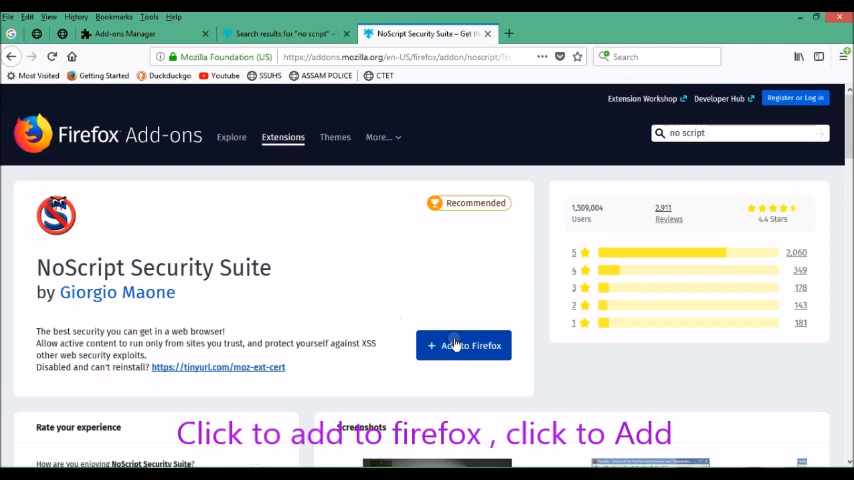 File Edit View History Bookmarks Tools Help
Add-ons Manager
Search results for "no script" –
NoScript Security Suite – Get th
Mozilla Foundation (US)
https://addons.mozilla.org/en-US/firefox/addon/noscript/?s
Search
Most Visited
Getting Started
Duckduckgo
Youtube
SSUHS
ASSAM POLICE
CTET
Extension Workshop
Developer Hub
Register or Log in
Firefox Add-ons
Explore
Extensions
Themes
More...
no script
Recommended
NoScript Security Suite
by Giorgio Maone
The best security you can get in a web browser!
Allow active content to run only from sites you trust, and protect yourself against XSS
other web security exploits.
Disabled and can't reinstall? https://tinyurl.com/moz-ext-cert
+ Add to Firefox
1,509,004
Users
2,911
Reviews
4.4 Stars
5 2,060
4 349
3 178
2 143
1 181
Rate your experience
Screenshots
How are you enjoying NoScript Security Suite?
Click to add to firefox , click to Add